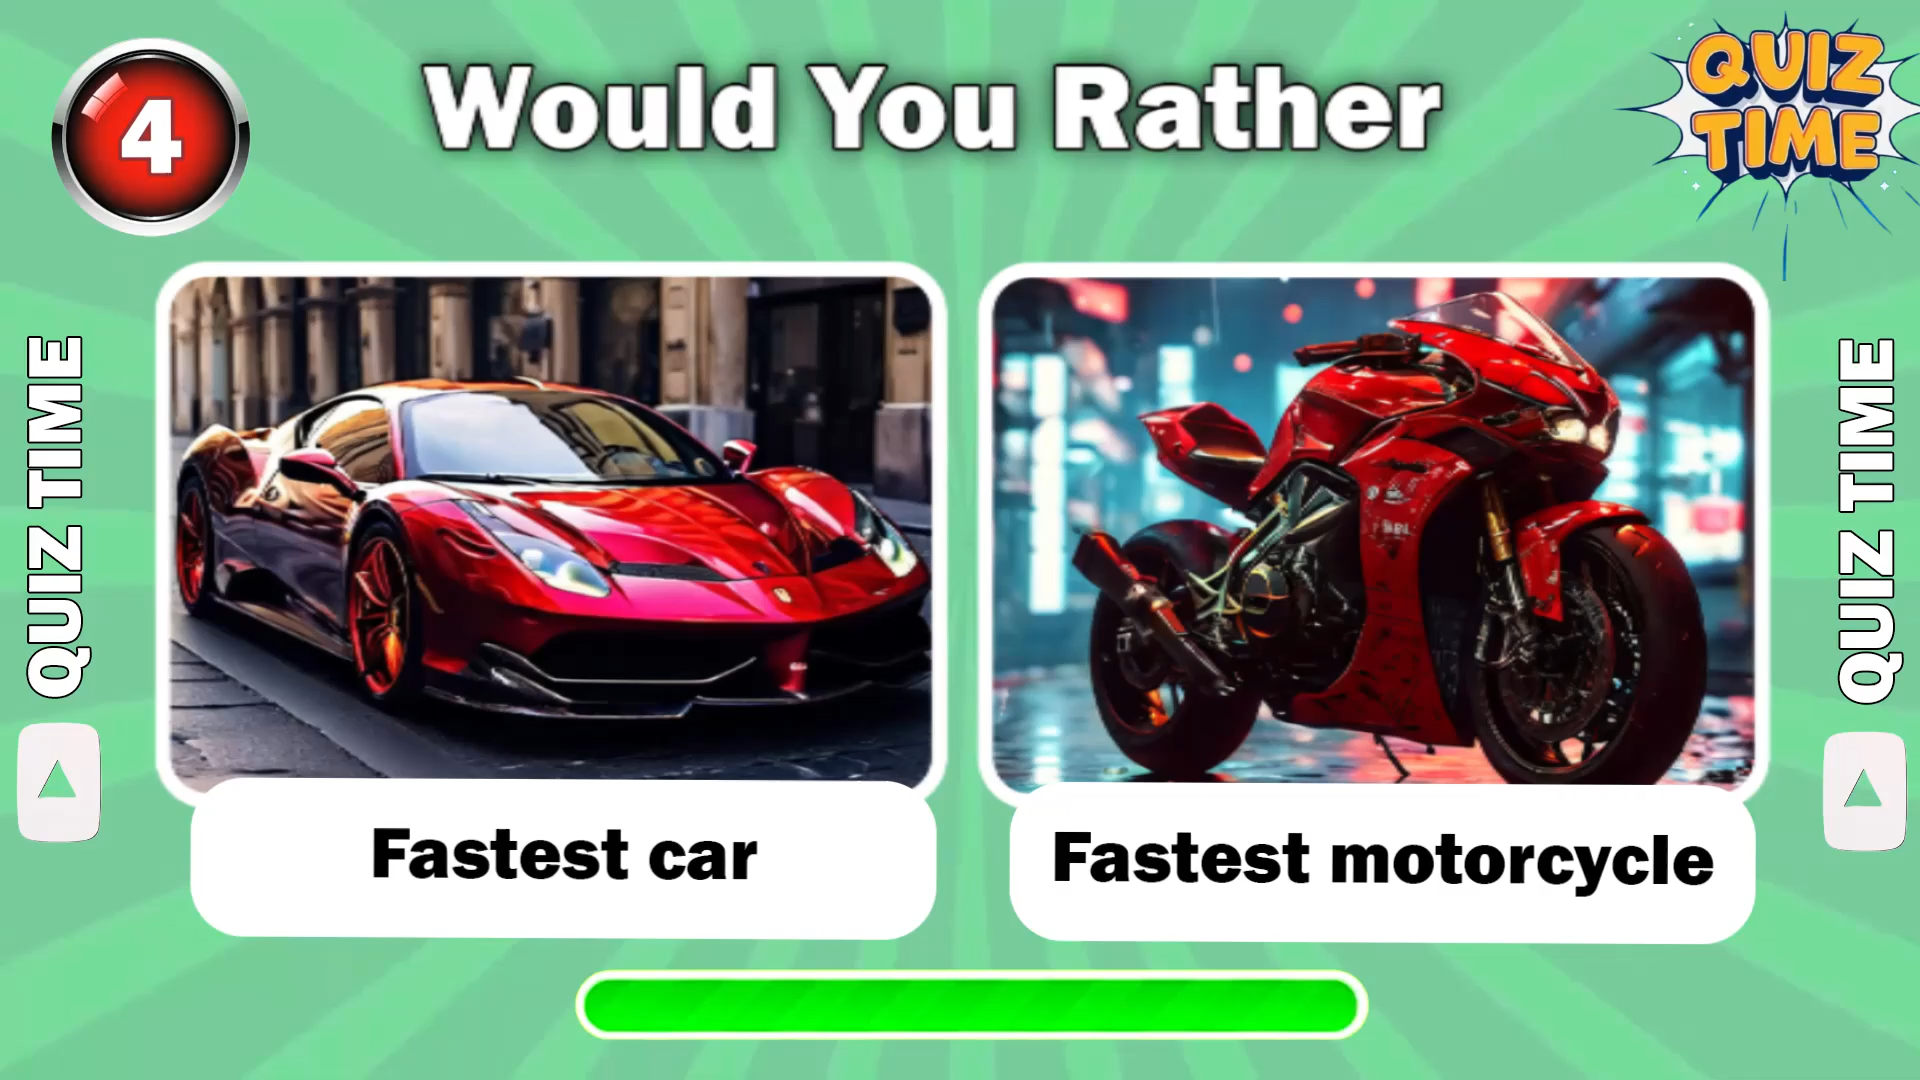 4
Would You Rather
QUIZ
TIME
QUIZ TIME
QUIZ TIME
Fastest car
Fastest motorcycle